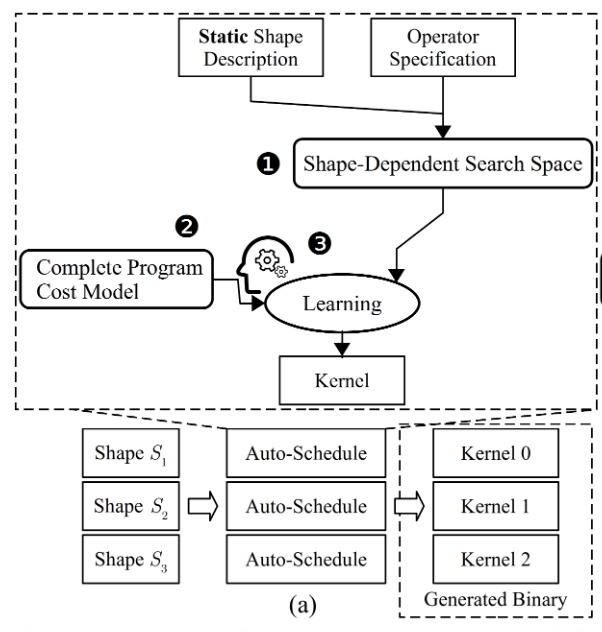 Static Shape
Description
Operator
Specification
❶
Shape-Dependent Search Space
❷
❸
Complete Program
Cost Model
Learning
Kernel
Shape S₁
Auto-Schedule
Kernel 0
Shape S₂
Auto-Schedule
Kernel 1
Shape S₃
Auto-Schedule
Kernel 2
(a)
Generated Binary